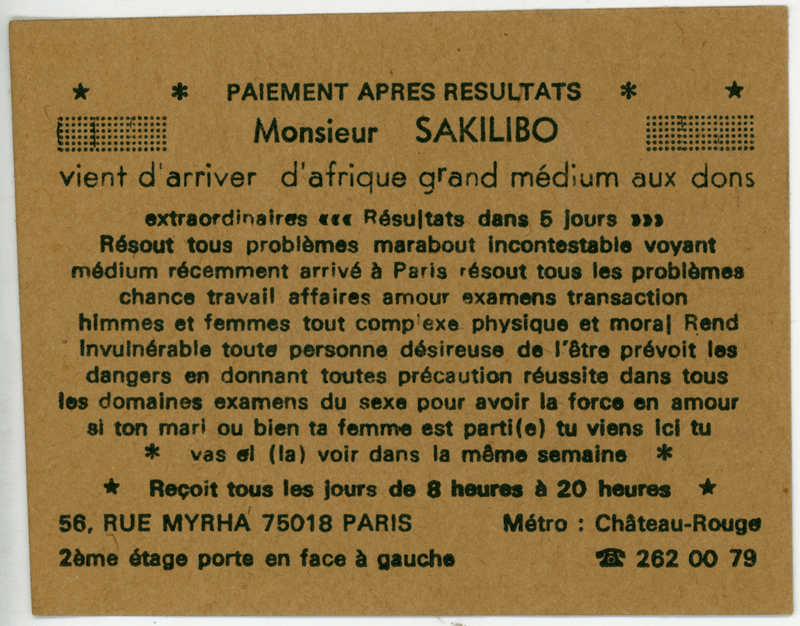 ★ * PAIEMENT APRES RESULTATS * ★
Monsieur SAKILIBO
vient d'arriver d'afrique grand médium aux dons
extraordinaires ‹‹‹ Résultats dans 5 jours ›››
Résout tous problèmes marabout incontestable voyant
médium récemment arrivé à Paris résout tous les problèmes
chance travail affaires amour examens transaction
himmes et femmes tout complexe physique et moral Rend
Invulnérable toute personne désireuse de l'être prévoit les
dangers en donnant toutes précaution réussite dans tous
les domaines examens du sexe pour avoir la force en amour
si ton mari ou bien ta femme est parti(e) tu viens Ici tu
* vas el (la) voir dans la même semaine *
★ Reçoit tous les jours de 8 heures à 20 heures ★
56, RUE MYRHA 75018 PARIS Métro : Château-Rouge
2ème étage porte en face à gauche ☎ 262 00 79